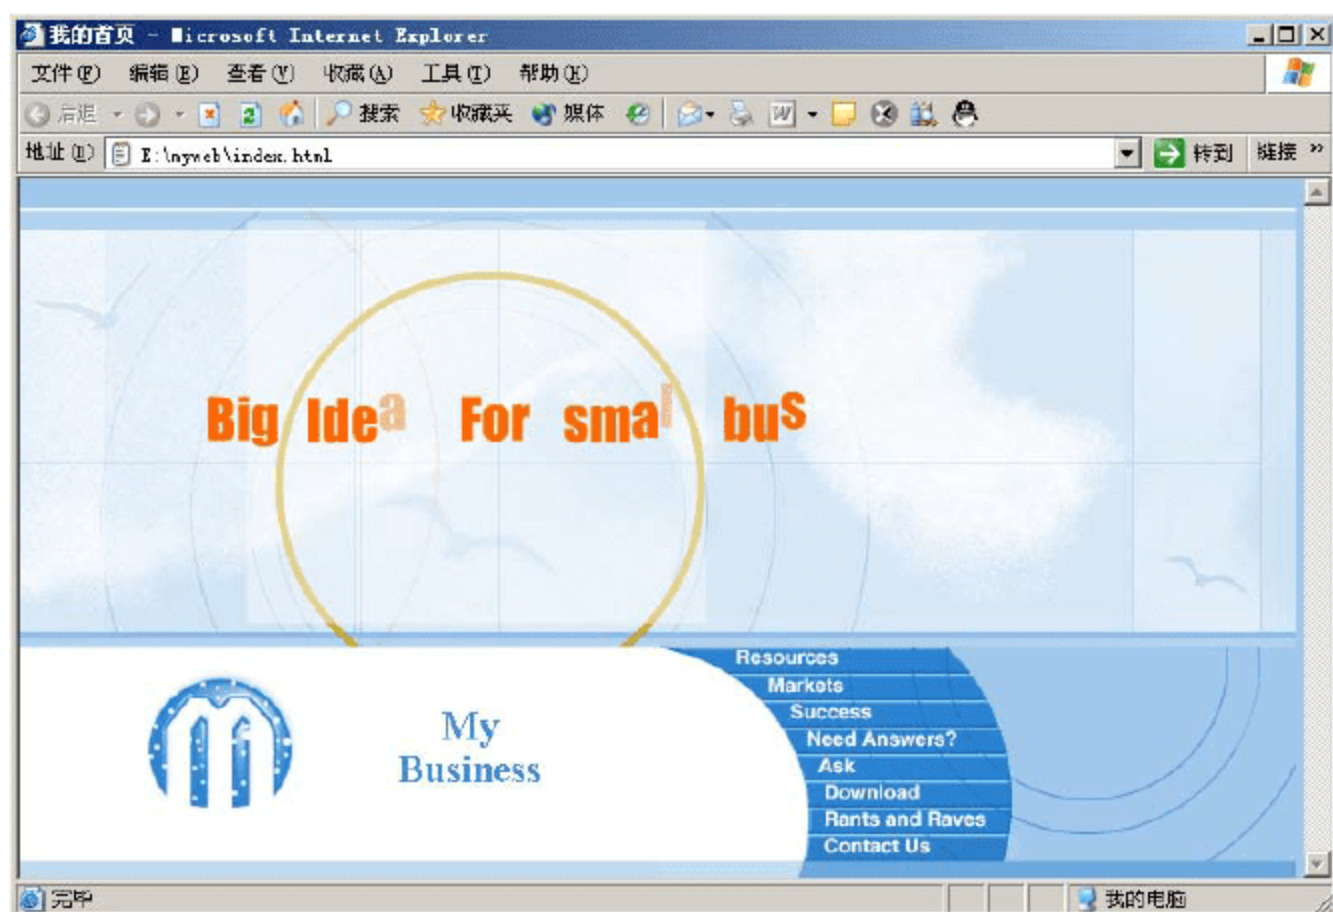 我的首页 - Microsoft Internet Explorer
文件(F) 编辑(E) 查看(V) 收藏(A) 工具(T) 帮助(H)
后退 搜索 收藏夹 媒体 W
地址(D) E:\myweb\index.html 转到 链接 »
Big Idea For smal bus
Resources
Markets
Success
Need Answers?
Ask
Download
Rants and Raves
Contact Us
My
Business
完毕 我的电脑